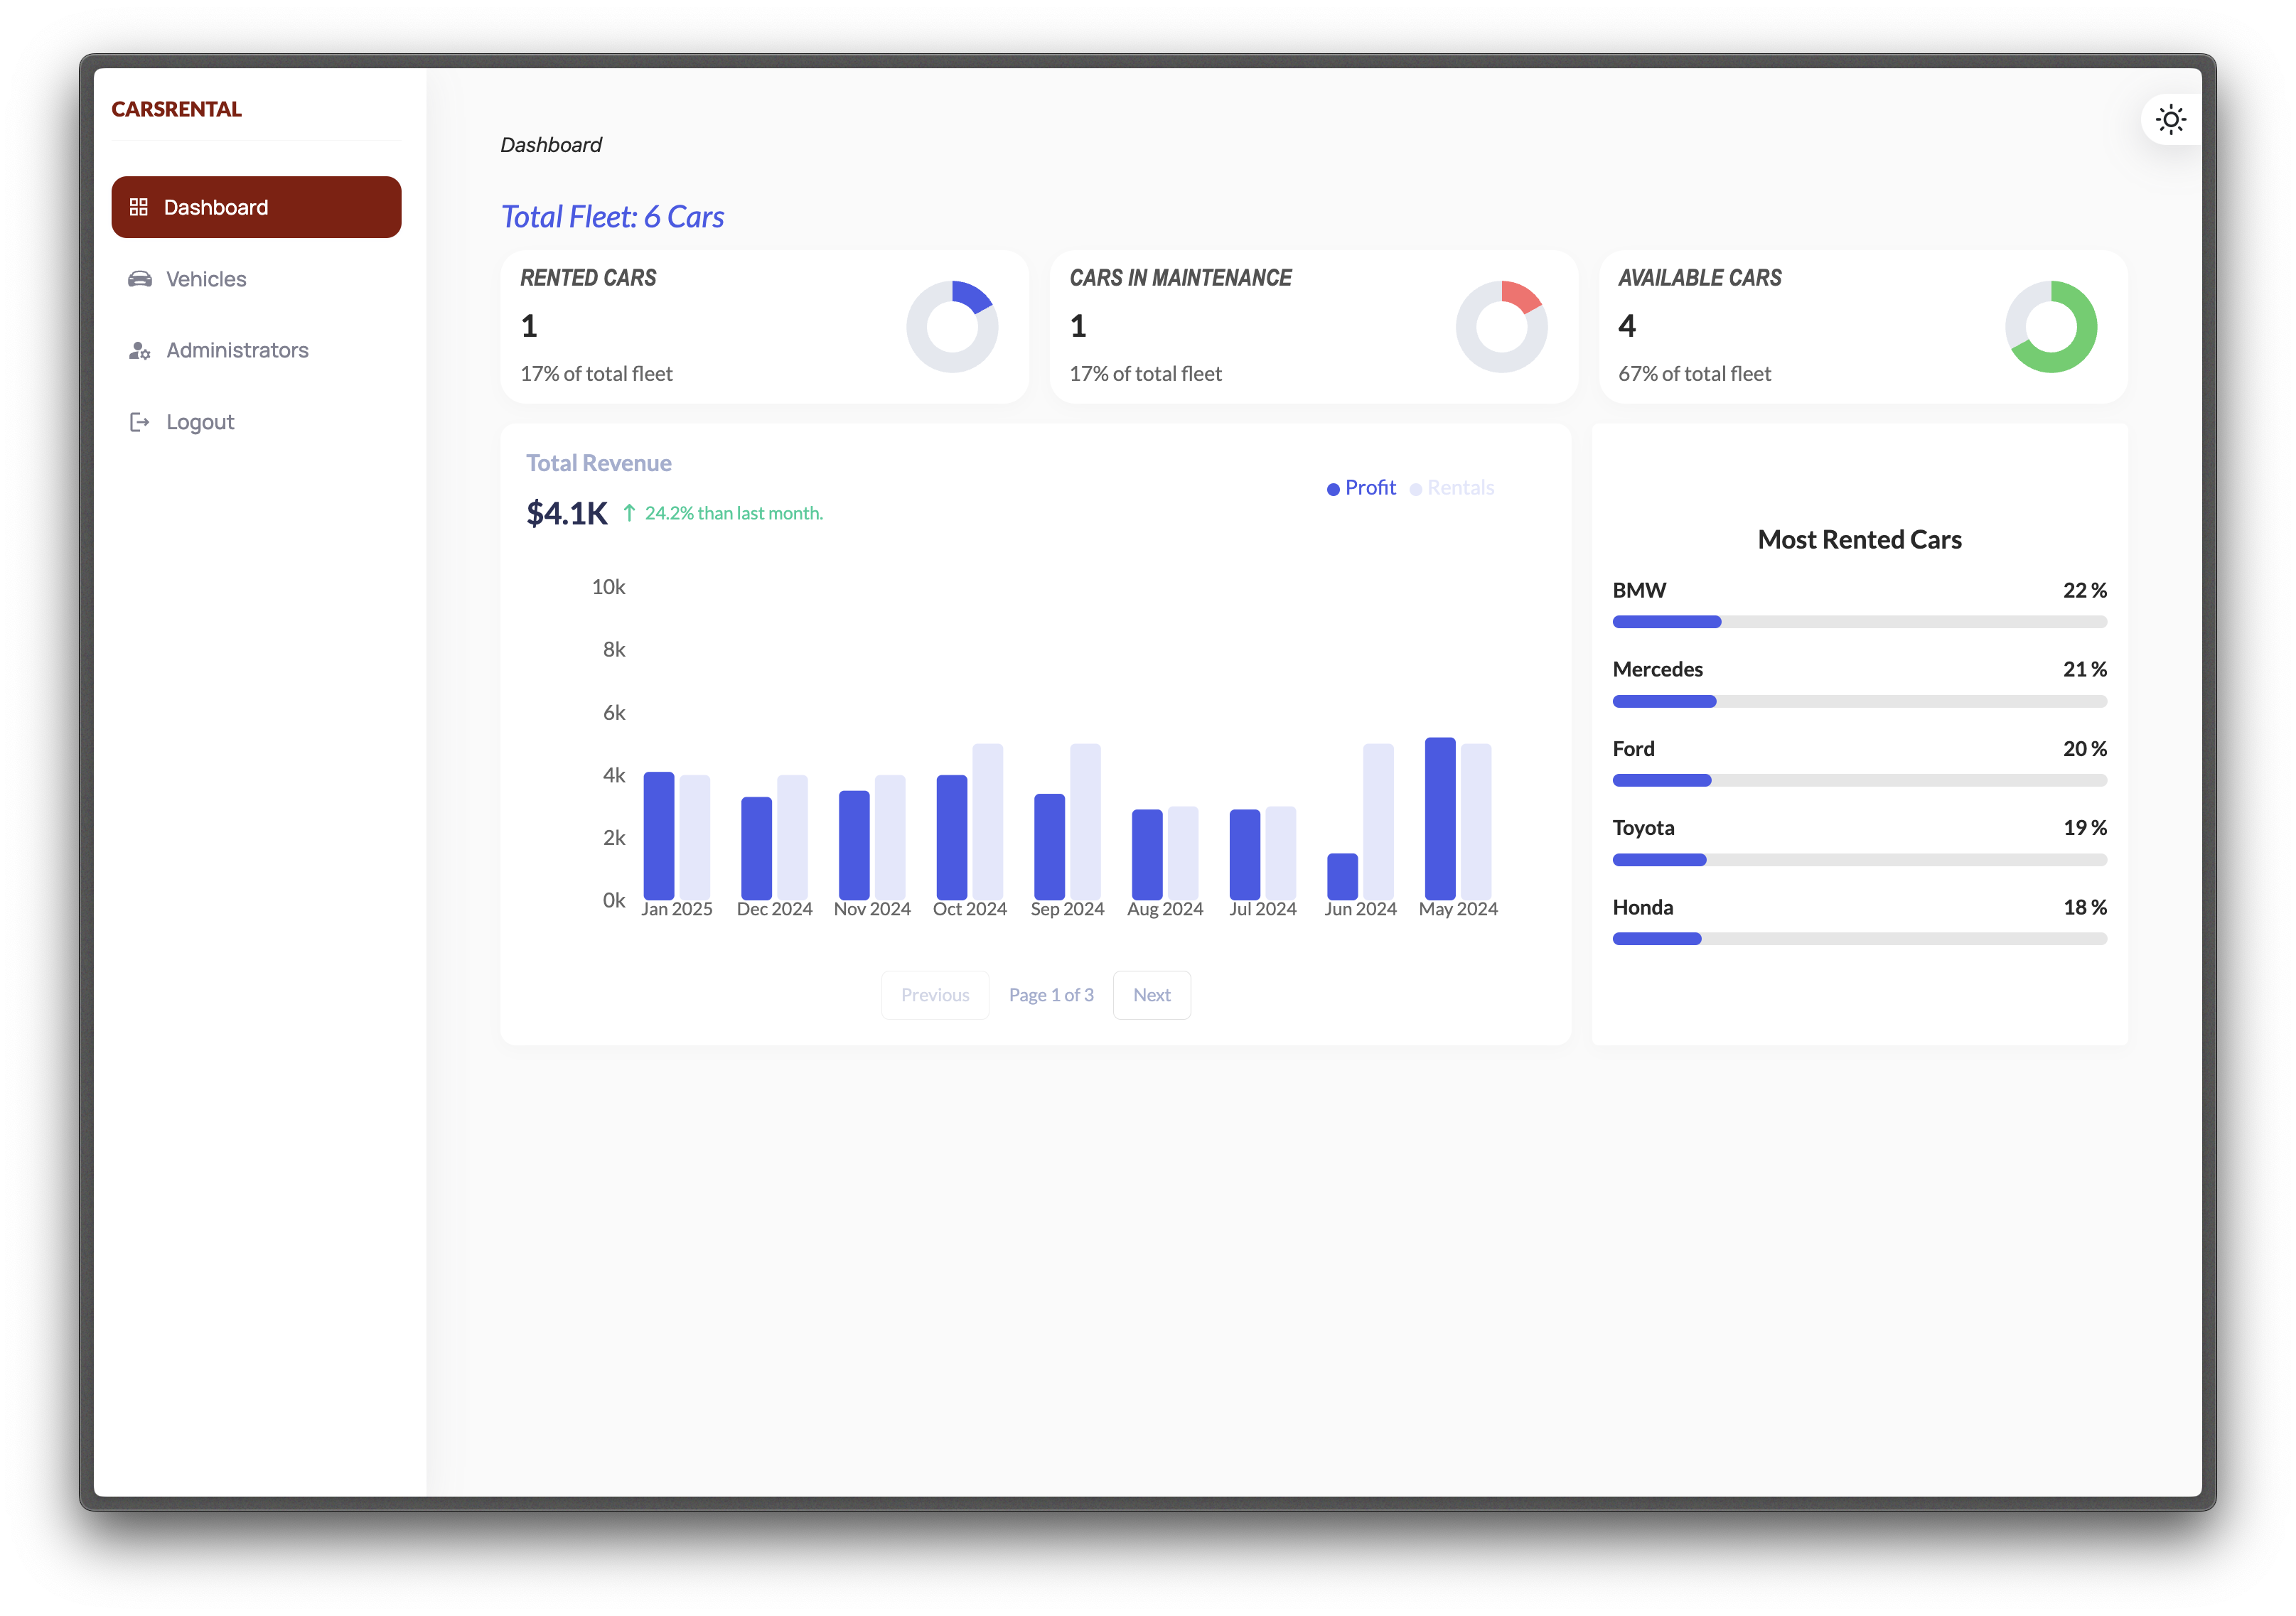 CARSRENTAL
Dashboard
Vehicles
Administrators
Logout
Dashboard
Total Fleet: 6 Cars
RENTED CARS
1
17% of total fleet
CARS IN MAINTENANCE
1
17% of total fleet
AVAILABLE CARS
4
67% of total fleet
Total Revenue
$4.1K ↑ 24.2% than last month.
Profit Rentals
10k
8k
6k
4k
2k
0k
Jan 2025 Dec 2024 Nov 2024 Oct 2024 Sep 2024 Aug 2024 Jul 2024 Jun 2024 May 2024
Previous Page 1 of 3 Next
Most Rented Cars
BMW 22 %
Mercedes 21 %
Ford 20 %
Toyota 19 %
Honda 18 %